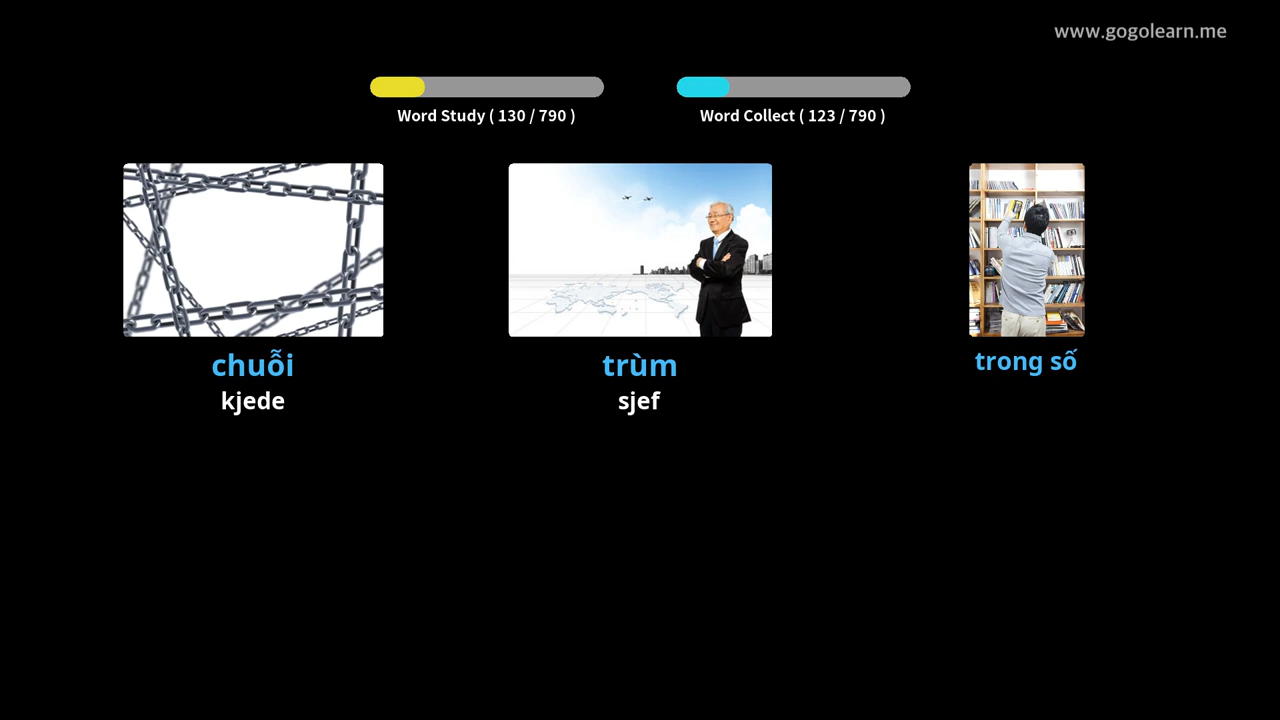 www.gogolearn.me
Word Study ( 130 / 790 )
Word Collect ( 123 / 790 )
chuỗi
kjede
trùm
sjef
trong số